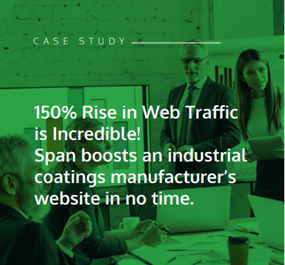 CASE STUDY
150% Rise in Web Traffic
is Incredible!
Span boosts an industrial
coatings manufacturer's
website in no time.